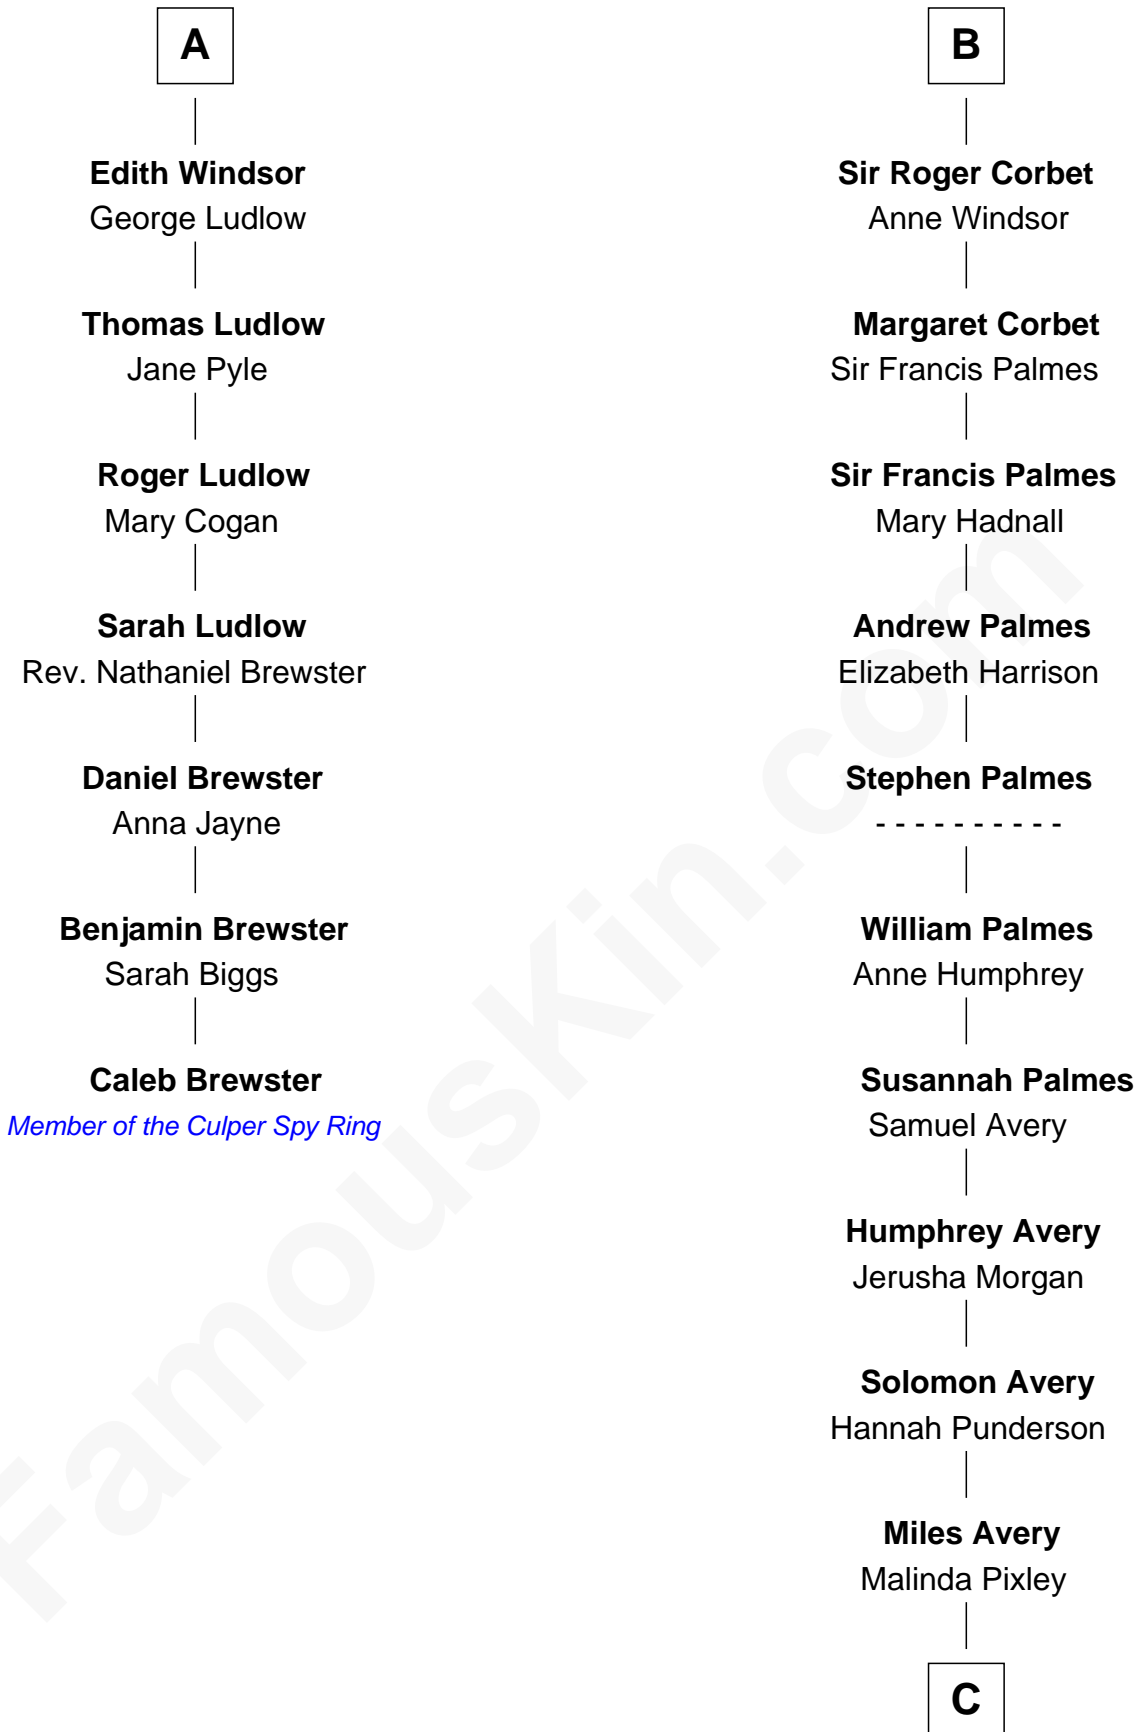 A
Edith Windsor
George Ludlow
Thomas Ludlow
Jane Pyle
Roger Ludlow
Mary Cogan
Sarah Ludlow
Rev. Nathaniel Brewster
Daniel Brewster
Anna Jayne
Benjamin Brewster
Sarah Biggs
Caleb Brewster
Member of the Culper Spy Ring
B
Sir Roger Corbet
Anne Windsor
Margaret Corbet
Sir Francis Palmes
Sir Francis Palmes
Mary Hadnall
Andrew Palmes
Elizabeth Harrison
Stephen Palmes
- - - - - - - - - -
William Palmes
Anne Humphrey
Susannah Palmes
Samuel Avery
Humphrey Avery
Jerusha Morgan
Solomon Avery
Hannah Punderson
Miles Avery
Malinda Pixley
C
FamousKin.com